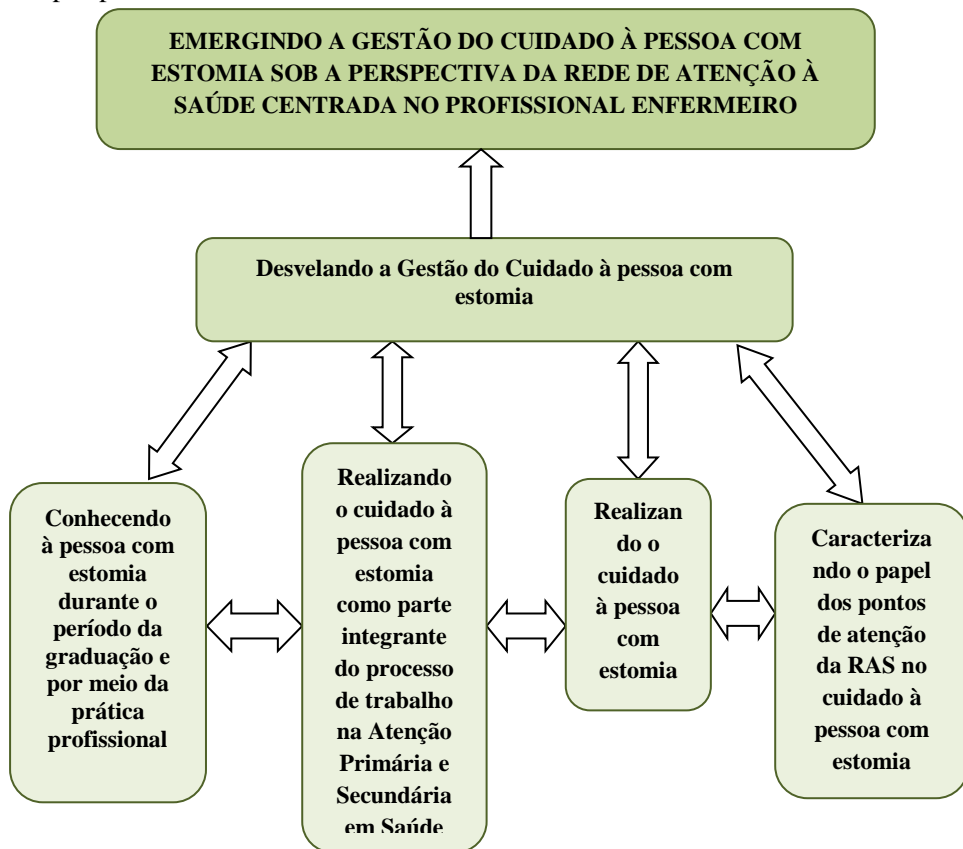 EMERGINDO A GESTÃO DO CUIDADO À PESSOA COM
ESTOMIA SOB A PERSPECTIVA DA REDE DE ATENÇÃO À
SAÚDE CENTRADA NO PROFISSIONAL ENFERMEIRO
Desvelando a Gestão do Cuidado à pessoa com
estomia
Conhecendo
à pessoa com
estomia
durante o
período da
graduação e
por meio da
prática
profissional
Realizando
o cuidado à
pessoa com
estomia
como parte
integrante
do processo
de trabalho
na Atenção
Primária e
Secundária
em Saúde
Realizan
do o
cuidado
à pessoa
com
estomia
Caracteriza
ndo o papel
dos pontos
de atenção
da RAS no
cuidado à
pessoa com
estomia